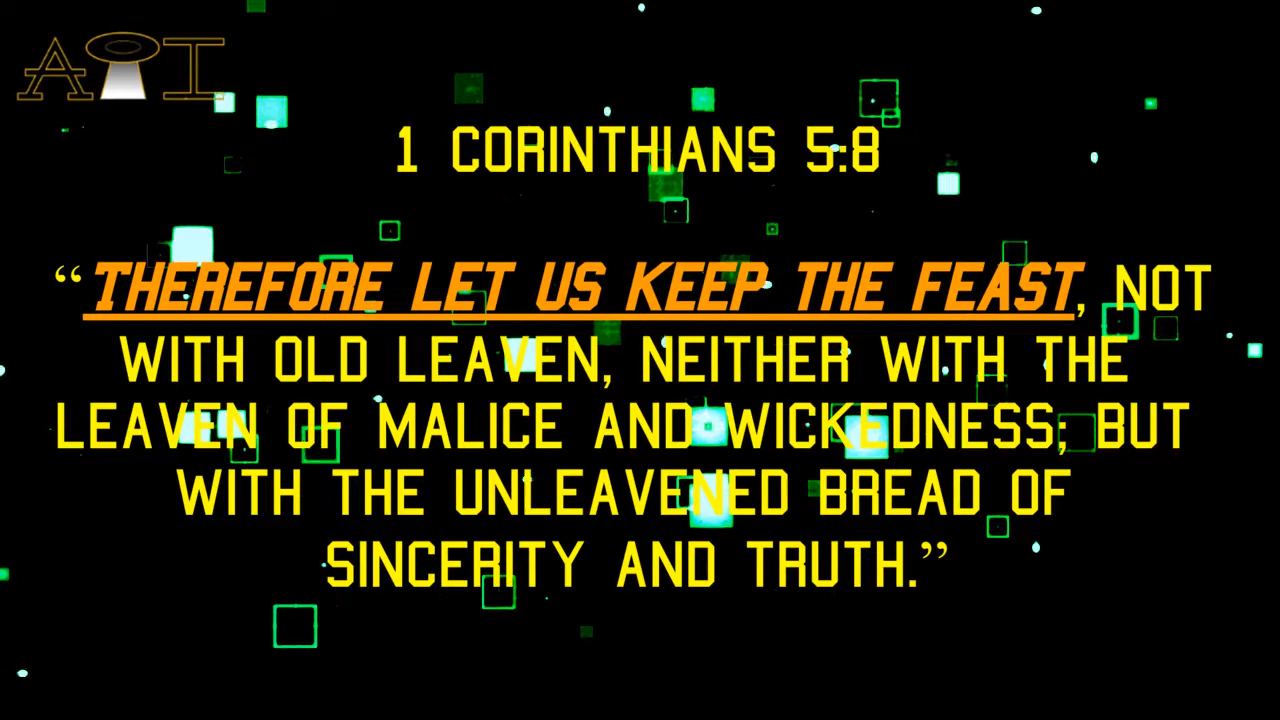 AOI
1 CORINTHIANS 5:8
“THEREFORE LET US KEEP THE FEAST, NOT
WITH OLD LEAVEN, NEITHER WITH THE
LEAVEN OF MALICE AND WICKEDNESS; BUT
WITH THE UNLEAVENED BREAD OF
SINCERITY AND TRUTH.”